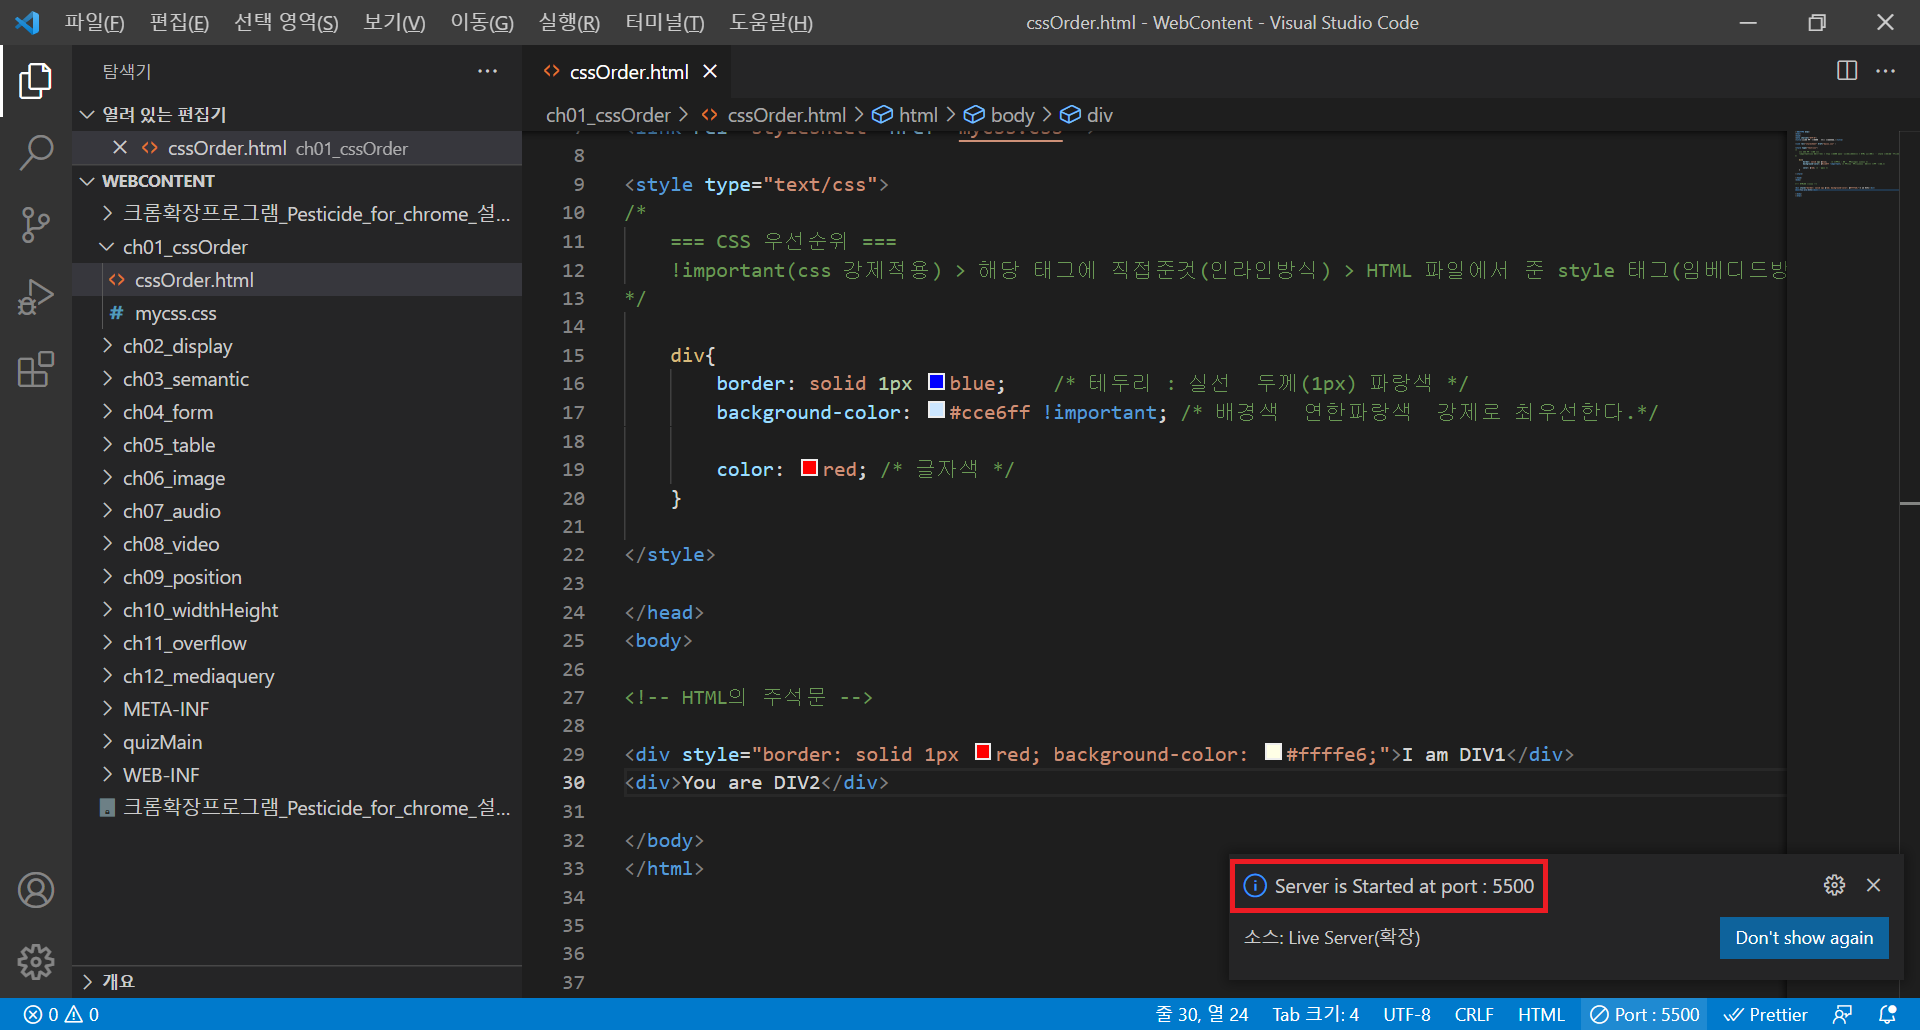 파일(F) 편집(E) 선택 영역(S) 보기(V) 이동(G) 실행(R) 터미널(T) 도움말(H)
cssOrder.html - WebContent - Visual Studio Code
탐색기
열려 있는 편집기
cssOrder.html ch01_cssOrder
WEBCONTENT
크롬확장프로그램_Pesticide_for_chrome_설...
ch01_cssOrder
cssOrder.html
mycss.css
ch02_display
ch03_semantic
ch04_form
ch05_table
ch06_image
ch07_audio
ch08_video
ch09_position
ch10_widthHeight
ch11_overflow
ch12_mediaquery
META-INF
quizMain
WEB-INF
크롬확장프로그램_Pesticide_for_chrome_설...
개요
cssOrder.html
ch01_cssOrder > cssOrder.html > html > body > div
8
9 <style type="text/css">
10 /*
11 === CSS 우선순위 ===
12 !important(css 강제적용) > 해당 태그에 직접준것(인라인방식) > HTML 파일에서 준 style 태그(임베디드방
13 */
14
15 div{
16 border: solid 1px blue; /* 테두리 : 실선 두께(1px) 파랑색 */
17 background-color: #cce6ff !important; /* 배경색 연한파랑색 강제로 최우선한다.*/
18
19 color: red; /* 글자색 */
20 }
21
22 </style>
23
24 </head>
25 <body>
26
27 <!-- HTML의 주석문 -->
28
29 <div style="border: solid 1px red; background-color: #ffffe6;">I am DIV1</div>
30 <div>You are DIV2</div>
31
32 </body>
33 </html>
34
35
36
37
Server is Started at port : 5500
소스: Live Server(확장)
Don't show again
0 0
줄 30, 열 24 Tab 크기: 4 UTF-8 CRLF HTML Port : 5500 Prettier